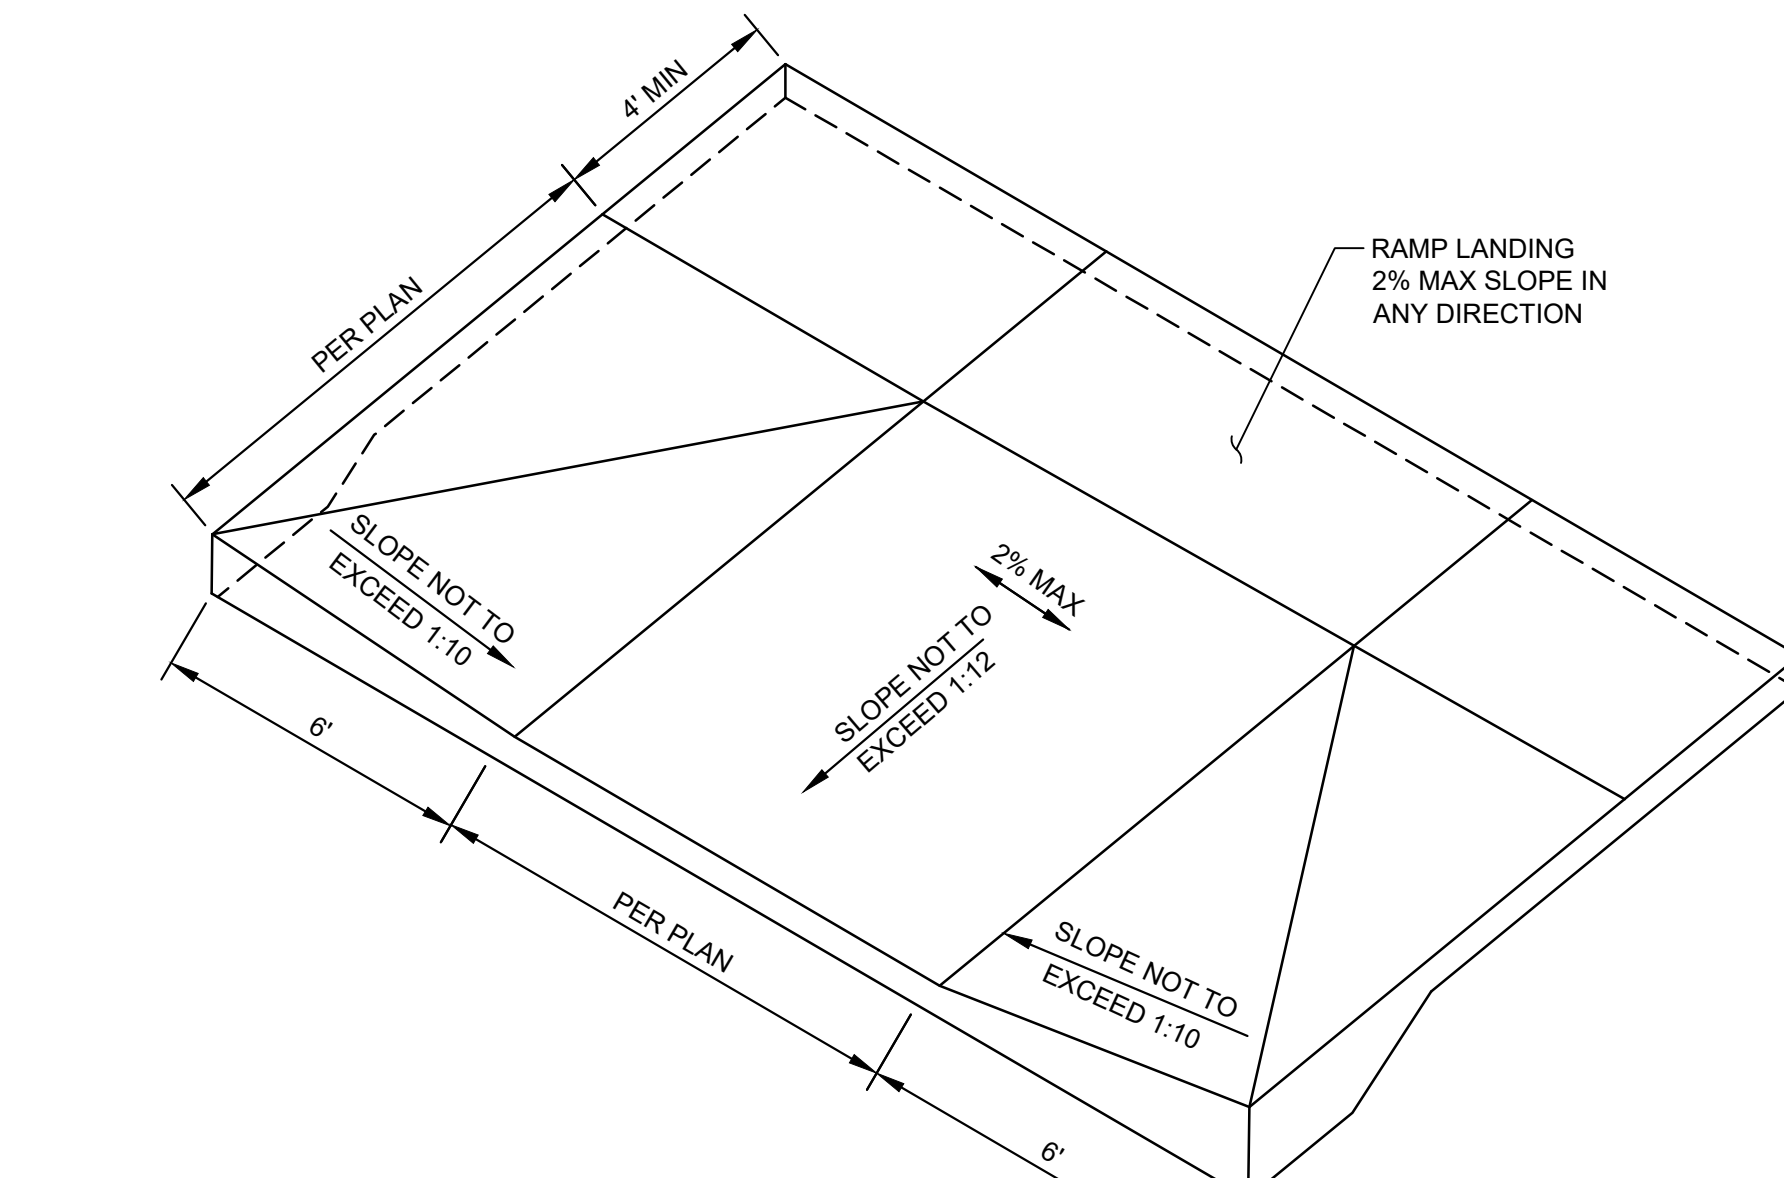 4' MIN
PER PLAN
RAMP LANDING
2% MAX SLOPE IN
ANY DIRECTION
SLOPE NOT TO
EXCEED 1:10
2% MAX
SLOPE NOT TO
EXCEED 1:12
6'
PER PLAN
SLOPE NOT TO
EXCEED 1:10
6'